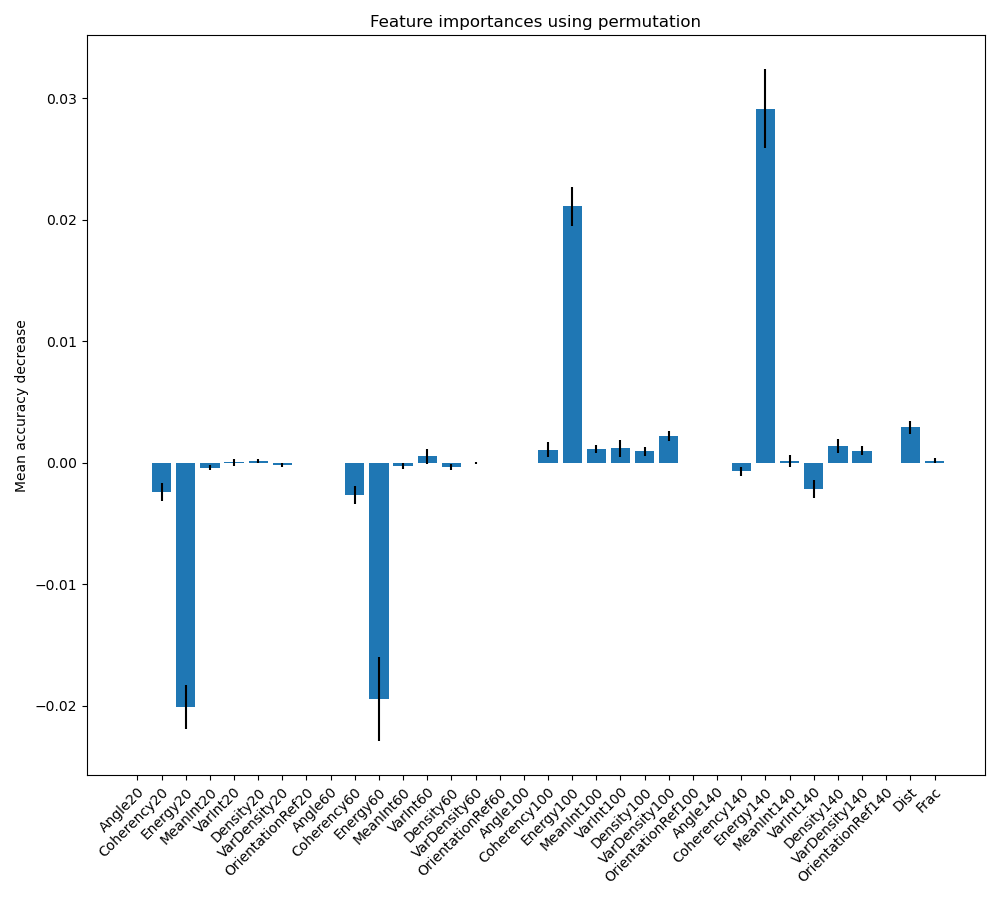 Feature importances using permutation
Mean accuracy decrease
0.03
0.02
0.01
0.00
−0.01
−0.02
Angle20
Coherency20
Energy20
MeanInt20
VarInt20
Density20
VarDensity20
OrientationRef20
Angle60
Coherency60
Energy60
MeanInt60
VarInt60
Density60
VarDensity60
OrientationRef60
Angle100
Coherency100
Energy100
MeanInt100
VarInt100
Density100
VarDensity100
OrientationRef100
Angle140
Coherency140
Energy140
MeanInt140
VarInt140
Density140
VarDensity140
OrientationRef140
Dist
Frac